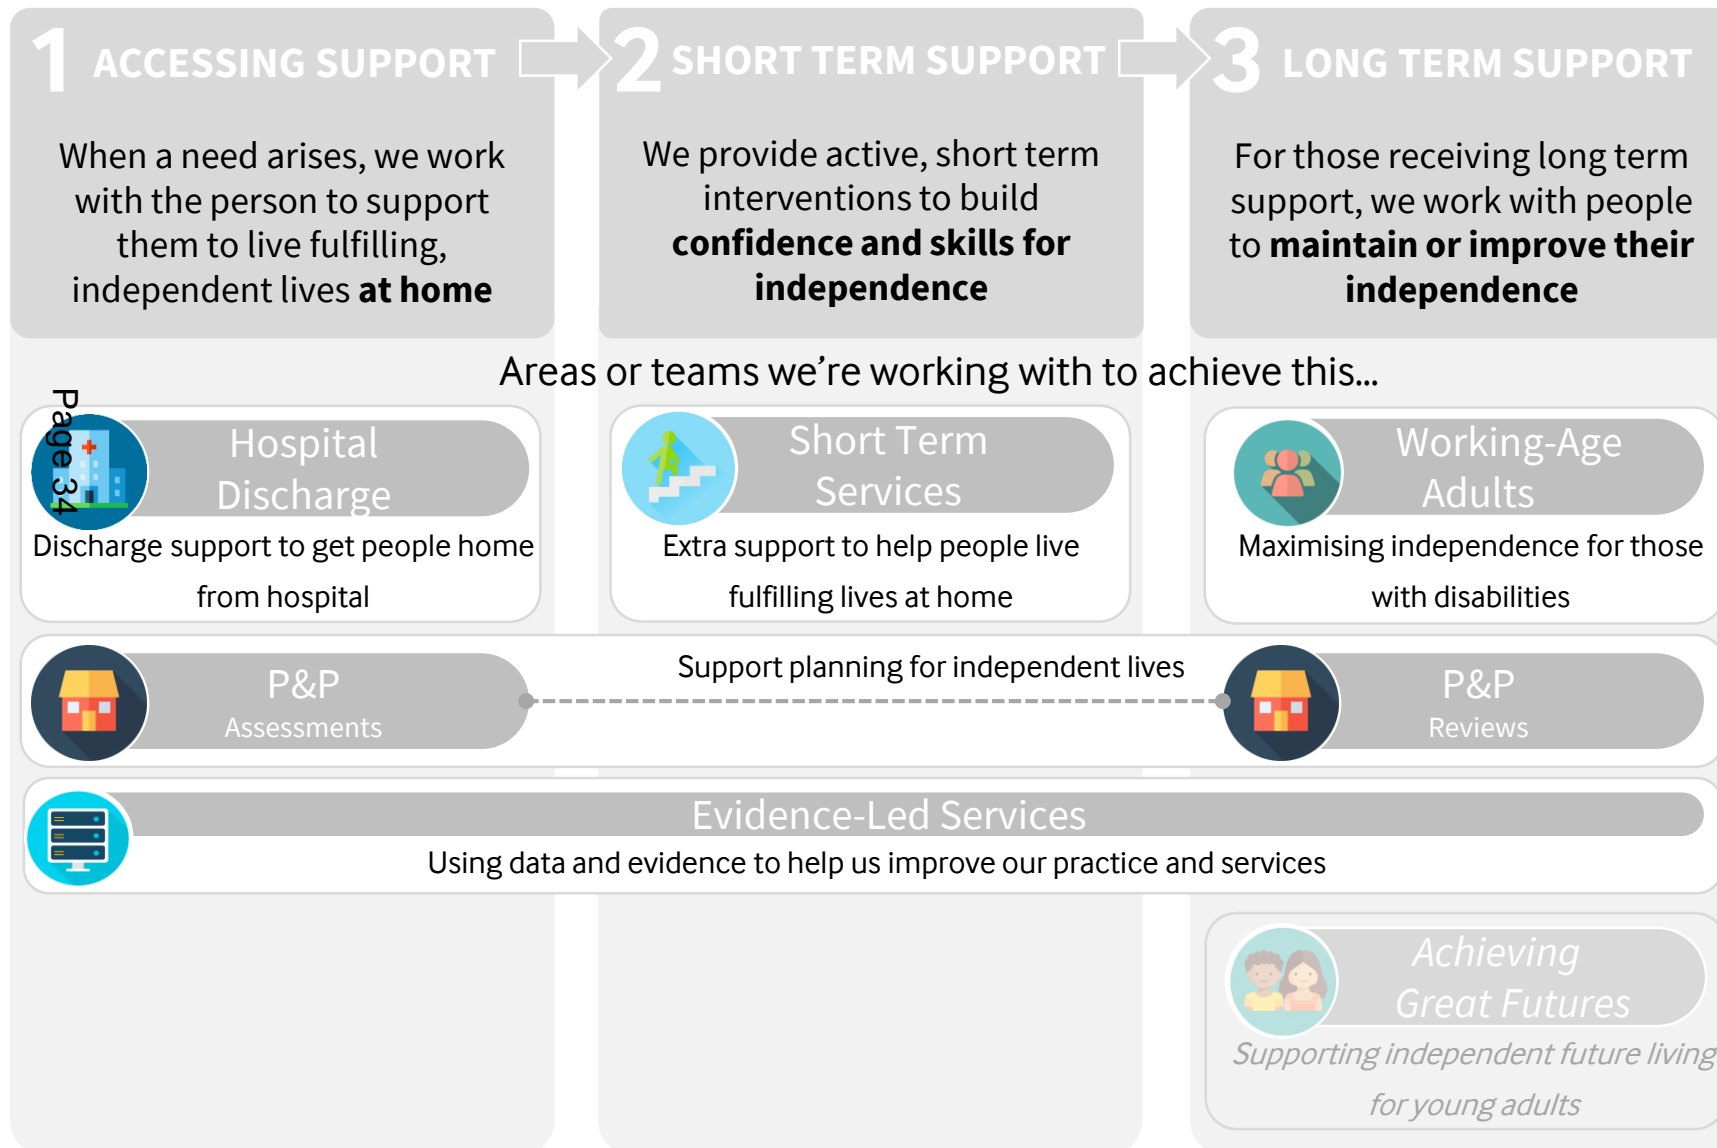 1 ACCESSING SUPPORT
When a need arises, we work
with the person to support
them to live fulfilling,
independent lives at home
2 SHORT TERM SUPPORT
We provide active, short term
interventions to build
confidence and skills for
independence
3 LONG TERM SUPPORT
For those receiving long term
support, we work with people
to maintain or improve their
independence
Areas or teams we're working with to achieve this...
Page 34
Hospital
Discharge
Discharge support to get people home
from hospital
Short Term
Services
Extra support to help people live
fulfilling lives at home
Working-Age
Adults
Maximising independence for those
with disabilities
P&P
Assessments
Support planning for independent lives
P&P
Reviews
Evidence-Led Services
Using data and evidence to help us improve our practice and services
Achieving
Great Futures
Supporting independent future living
for young adults